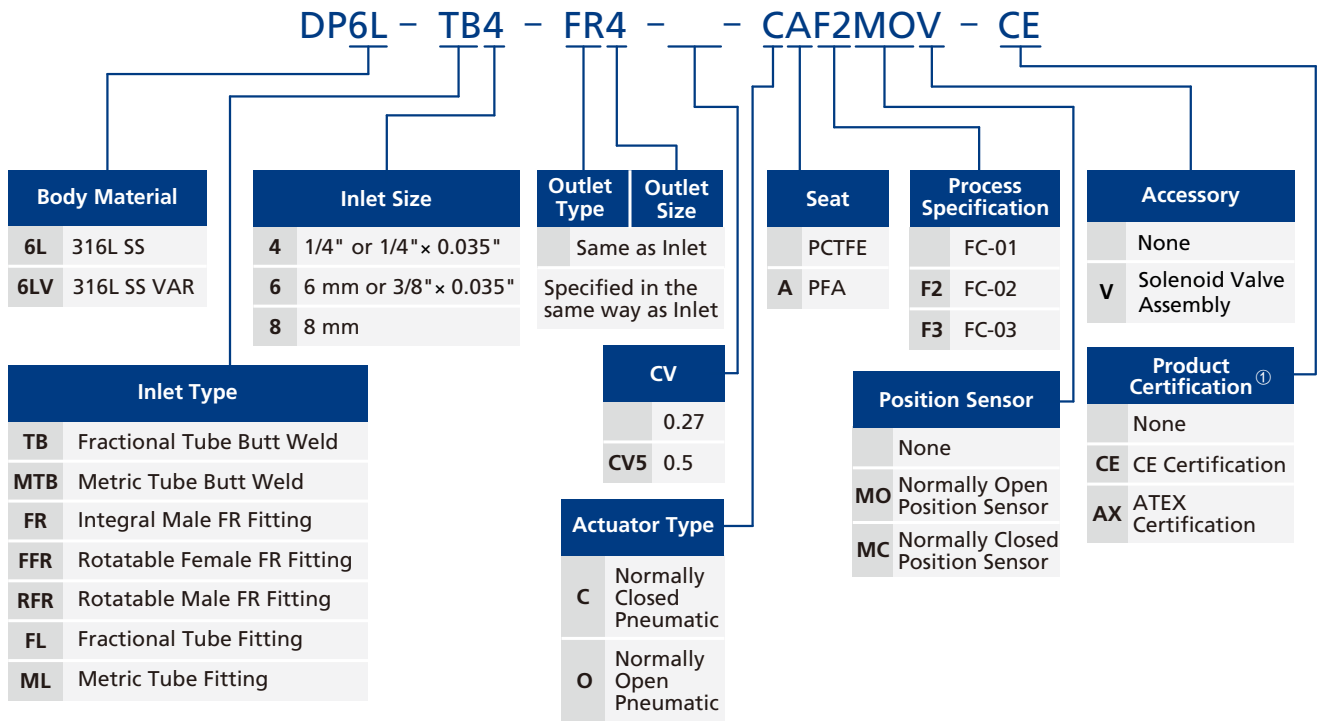 DP6L - TB4 - FR4 - - CAF2MOV - CE
Body Material
6L 316L SS
6LV 316L SS VAR
Inlet Size
4 1/4" or 1/4"× 0.035"
6 6 mm or 3/8"× 0.035"
8 8 mm
Outlet Type
Outlet Size
Same as Inlet
Specified in the
same way as Inlet
Seat
PCTFE
A PFA
Process
Specification
FC-01
F2 FC-02
F3 FC-03
Accessory
None
V Solenoid Valve
Assembly
Inlet Type
TB Fractional Tube Butt Weld
MTB Metric Tube Butt Weld
FR Integral Male FR Fitting
FFR Rotatable Female FR Fitting
RFR Rotatable Male FR Fitting
FL Fractional Tube Fitting
ML Metric Tube Fitting
CV
0.27
CV5 0.5
Actuator Type
C Normally
Closed
Pneumatic
O Normally
Open
Pneumatic
Position Sensor
None
MO Normally Open
Position Sensor
MC Normally Closed
Position Sensor
Product
Certification ①
None
CE CE Certification
AX ATEX
Certification